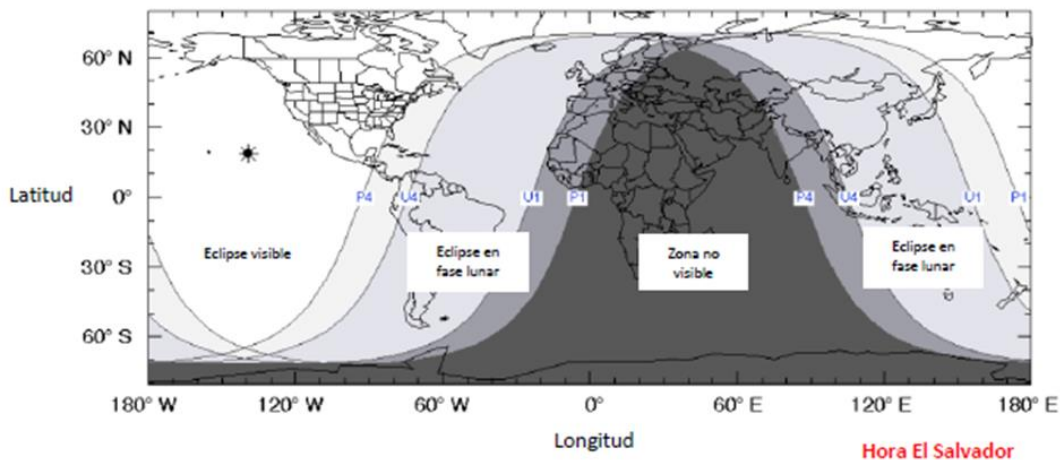 60° N
30° N
Latitud
0°
P4 U4 U1 P1 P4 U4 U1 P1
Eclipse visible
Eclipse en
fase lunar
Zona no
visible
Eclipse en
fase lunar
30° S
60° S
180° W 120° W 60° W 0° 60° E 120° E 180° E
Longitud
Hora El Salvador